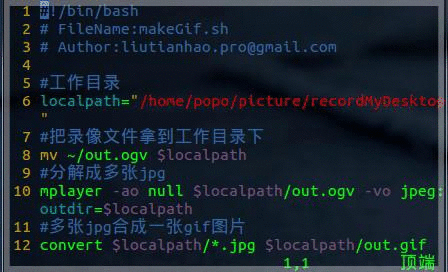 1 #!/bin/bash
2 # FileName:makeGif.sh
3 # Author:liutianhao.pro@gmail.com
4
5 #工作目录
6 localpath="/home/popo/picture/recordMyDesktop
"
7 #把录像文件拿到工作目录下
8 mv ~/out.ogv $localpath
9 #分解成多张jpg
10 mplayer -ao null $localpath/out.ogv -vo jpeg:
outdir=$localpath
11 #多张jpg合成一张gif图片
12 convert $localpath/*.jpg $localpath/out.gif
1,1 顶端